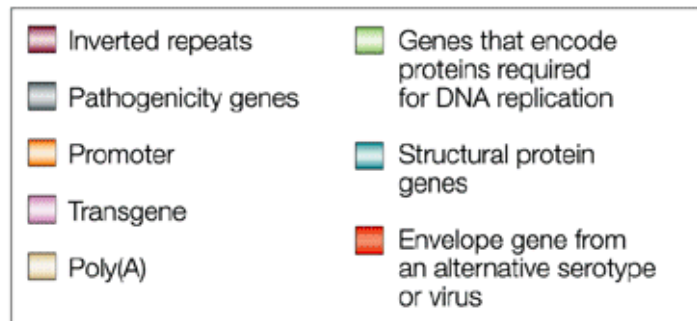 Inverted repeats
Pathogenicity genes
Promoter
Transgene
Poly(A)
Genes that encode
proteins required
for DNA replication
Structural protein
genes
Envelope gene from
an alternative serotype
or virus